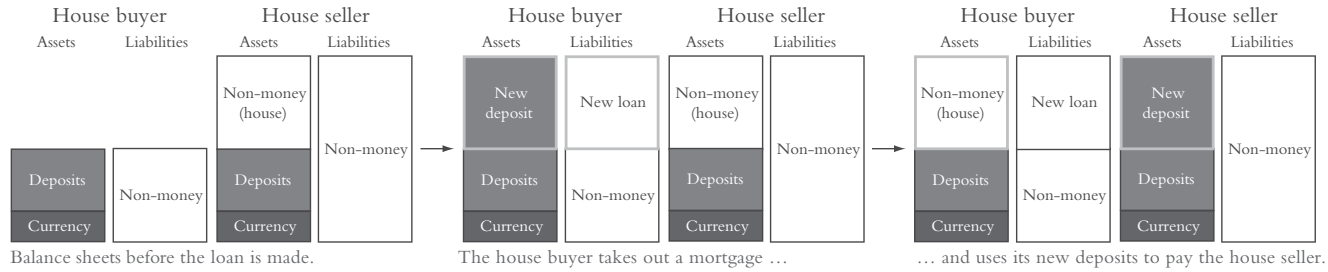 House buyer House seller House buyer House seller House buyer House seller
Assets Liabilities Assets Liabilities Assets Liabilities Assets Liabilities Assets Liabilities Assets Liabilities
Non-money
(house)
Non-money
Deposits
Non-money
Currency
Deposits
Currency
New
deposit
New loan
Non-money
(house)
Non-money
Deposits
Non-money
Currency
Deposits
Currency
Non-money
(house)
New loan
New
deposit
Non-money
Deposits
Non-money
Currency
Deposits
Currency
Balance sheets before the loan is made.
The house buyer takes out a mortgage …
… and uses its new deposits to pay the house seller.